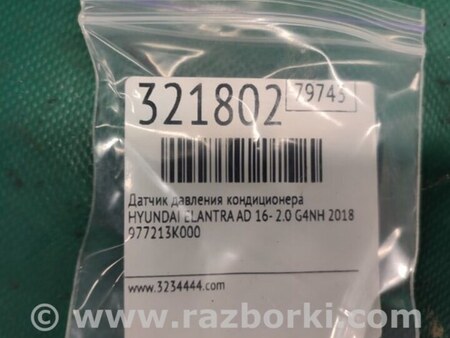 321802 79743
Датчик давления кондиционера
HYUNDAI ELANTRA AD 16- 2.0 G4NH 2018
977213K000
www.3234444.com
© www.razborki.com